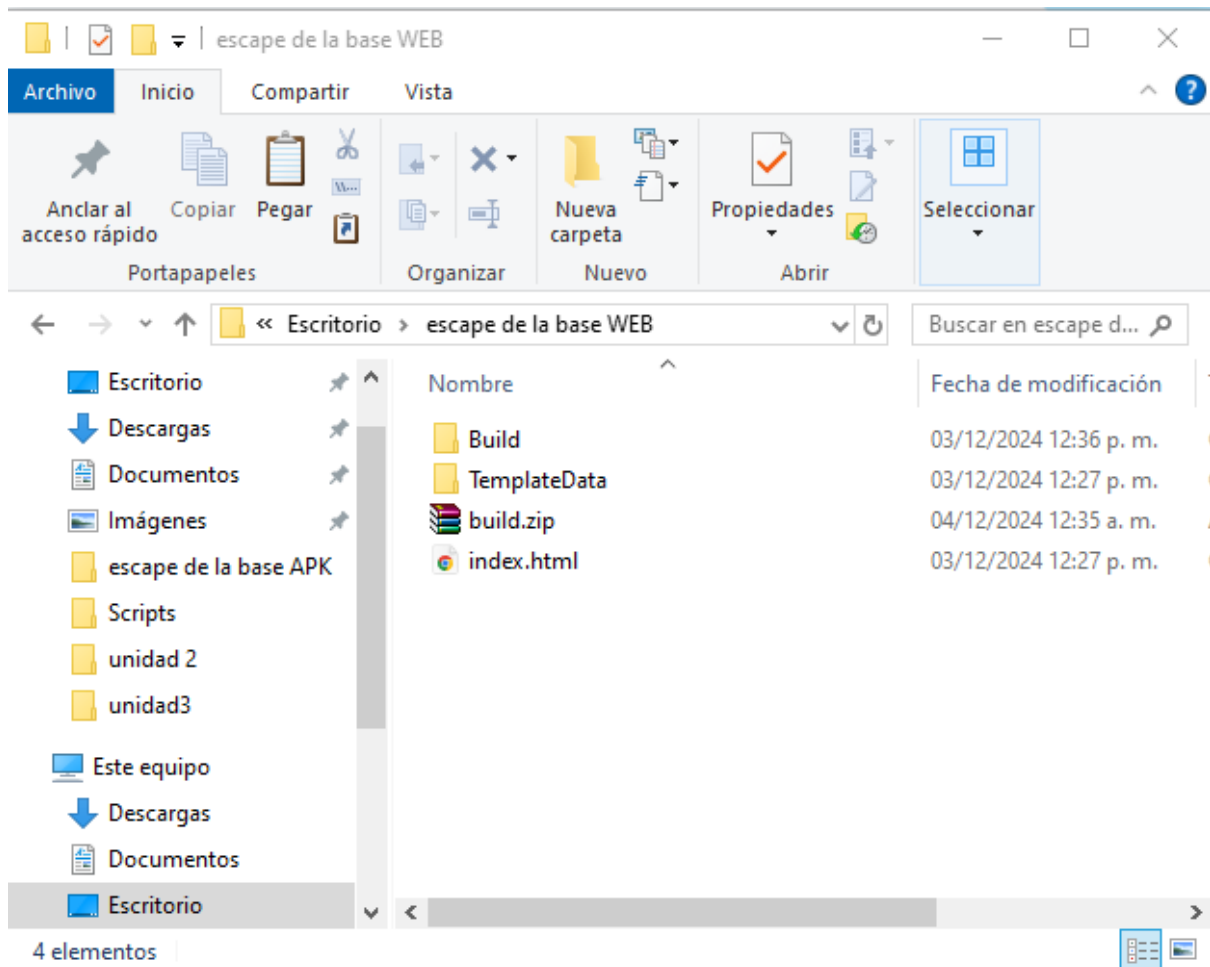 escape de la base WEB
Archivo Inicio Compartir Vista
Anclar al acceso rápido
Copiar
Pegar
Nueva carpeta
Propiedades
Seleccionar
Portapapeles Organizar Nuevo Abrir
« Escritorio > escape de la base WEB
Buscar en escape d...
Escritorio
Descargas
Documentos
Imágenes
escape de la base APK
Scripts
unidad 2
unidad3
Este equipo
Descargas
Documentos
Escritorio
Nombre Fecha de modificación
Build 03/12/2024 12:36 p. m.
TemplateData 03/12/2024 12:27 p. m.
build.zip 04/12/2024 12:35 a. m.
index.html 03/12/2024 12:27 p. m.
4 elementos